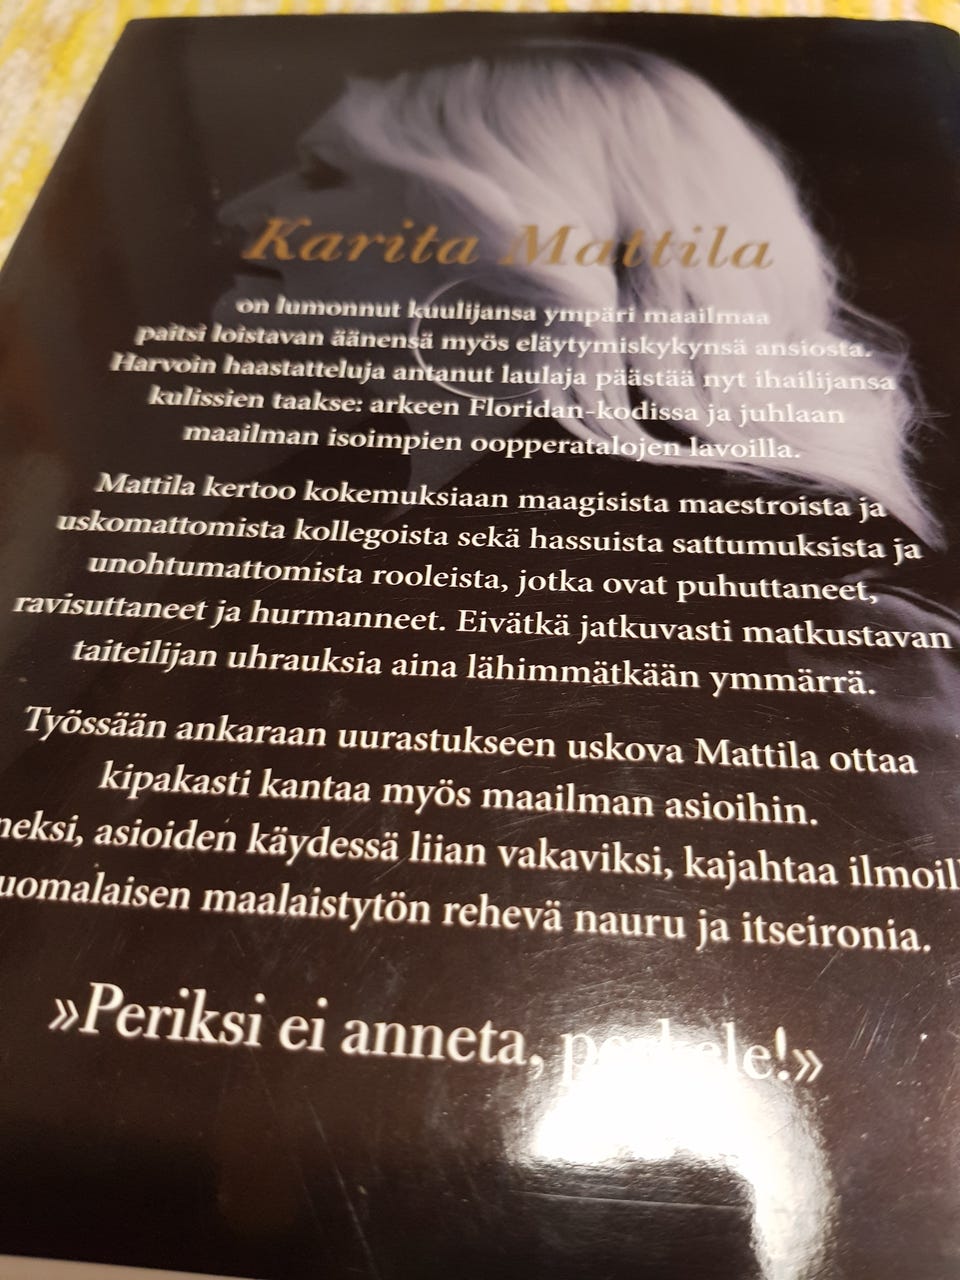 Karita Mattila
on lumonnut kuulijansa ympäri maailmaa
paitsi loistavan äänensä myös eläytymiskykynsä ansiosta.
Harvoin haastatteluja antanut laulaja päästää nyt ihailijansa
kulissien taakse: arkeen Floridan-kodissa ja juhlaan
maailman isoimpien oopperatalojen lavoilla.
Mattila kertoo kokemuksiaan maagisista maestroista ja
uskomattomista kollegoista sekä hassuista sattumuksista ja
unohtumattomista rooleista, jotka ovat puhuttaneet,
ravisuttaneet ja hurmanneet. Eivätkä jatkuvasti matkustavan
taiteilijan uhrauksia aina lähimmätkään ymmärrä.
Työssään ankaraan uurastukseen uskova Mattila ottaa
kipakasti kantaa myös maailman asioihin.
neksi, asioiden käydessä liian vakaviksi, kajahtaa ilmoil
uomalaisen maalaistytön rehevä nauru ja itseironia.
»Periksi ei anneta, perkele!»